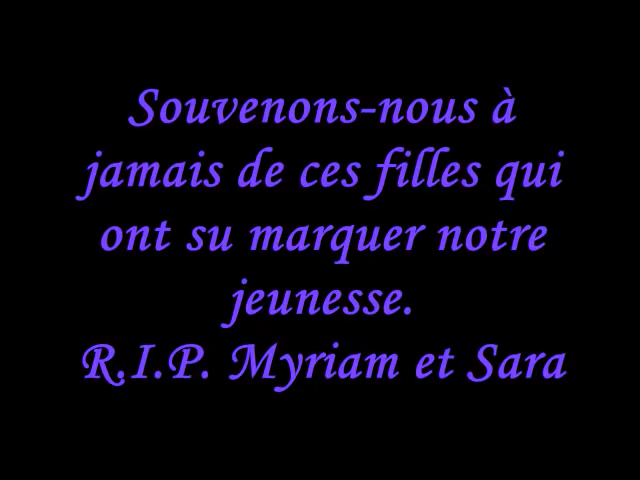 Souvenons-nous à
jamais de ces filles qui
ont su marquer notre
jeunesse.
R.I.P. Myriam et Sara